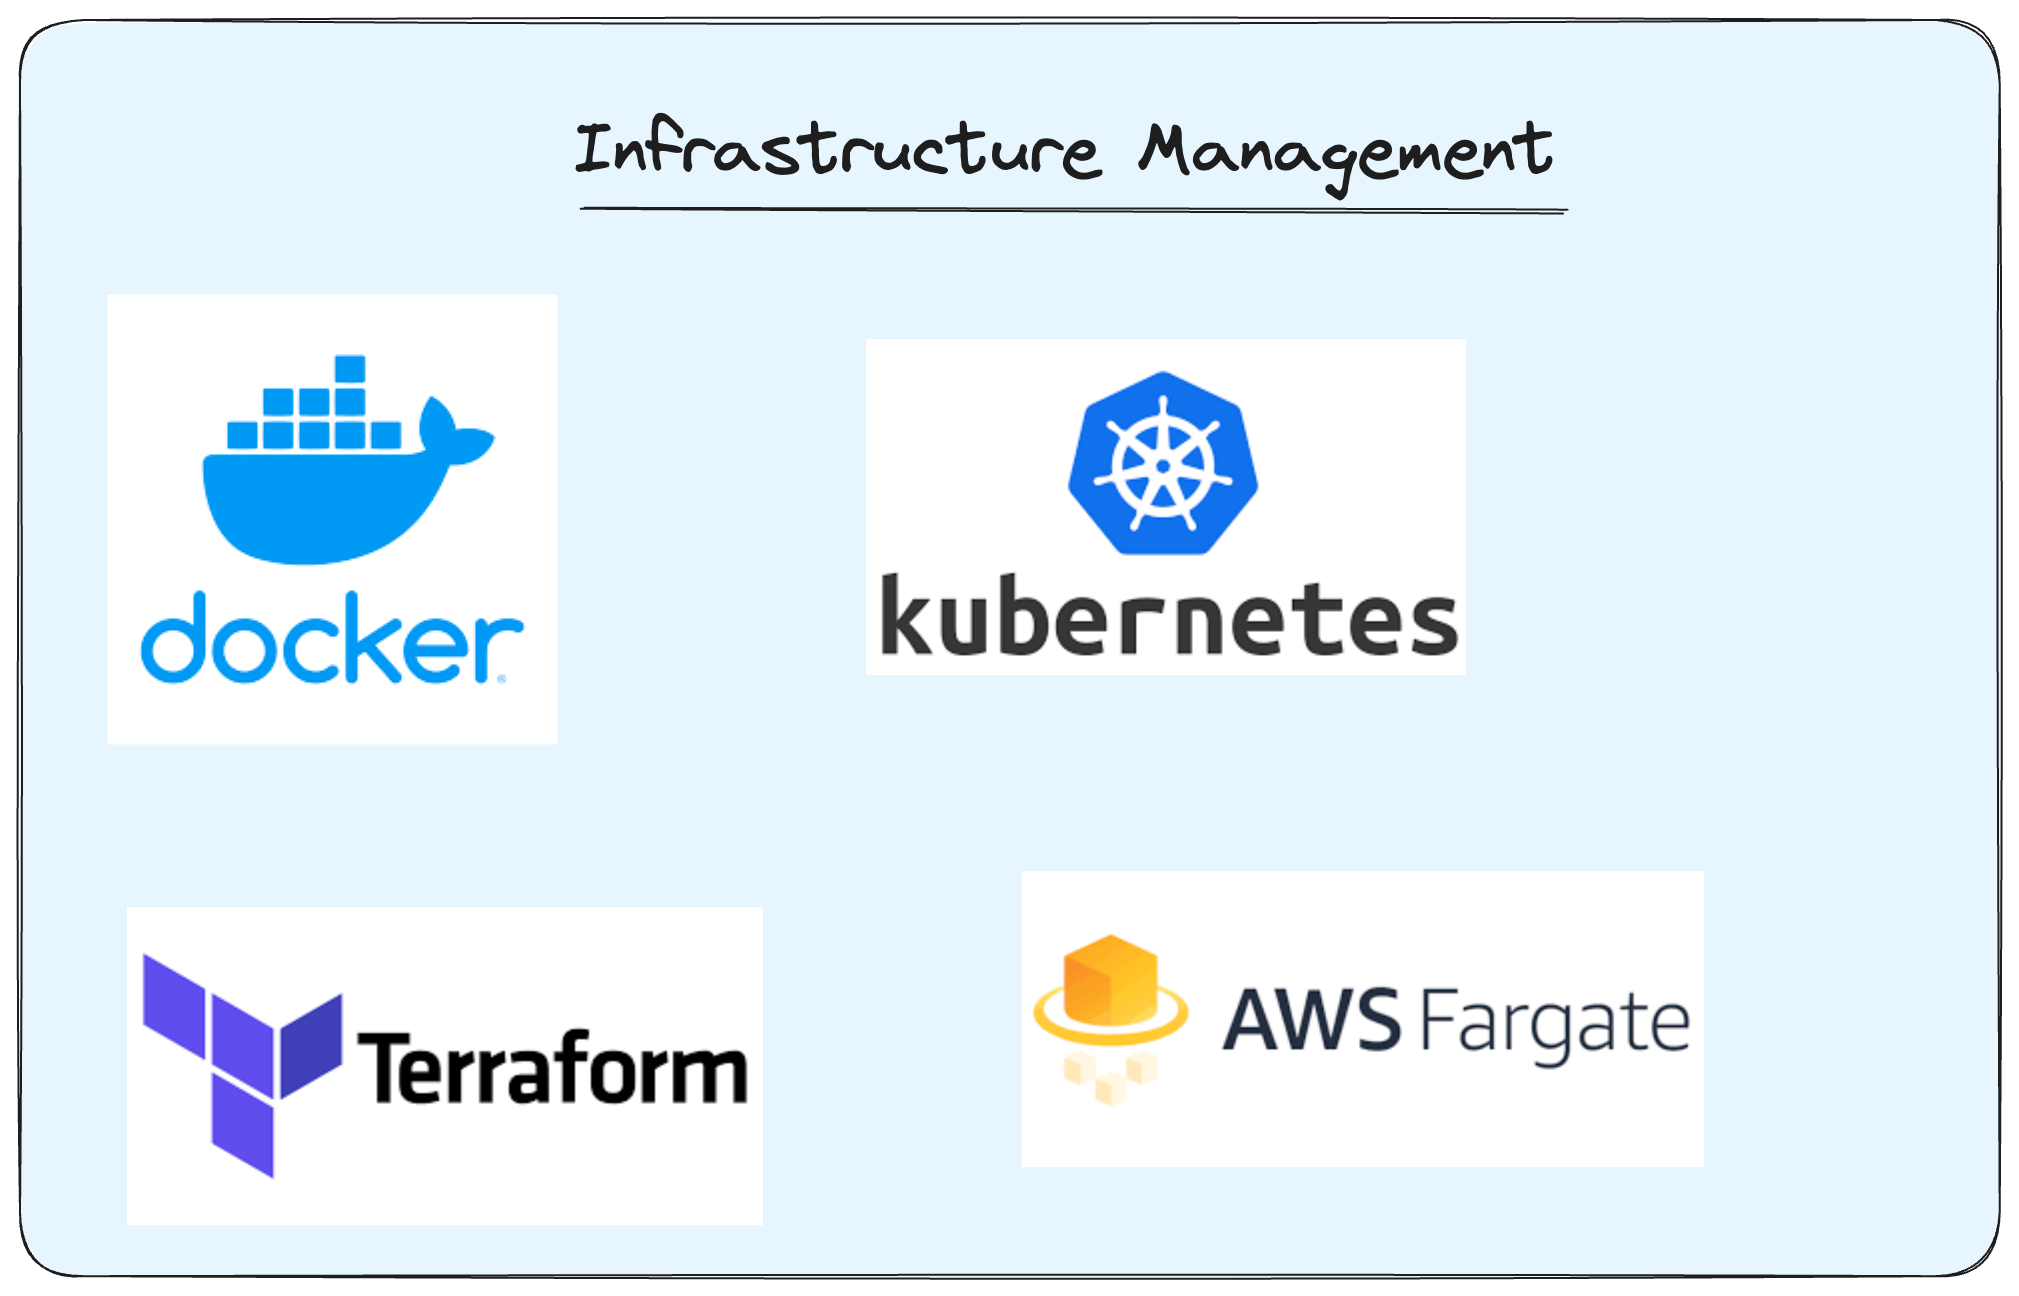 Infrastructure Management
docker
kubernetes
Terraform
AWS Fargate